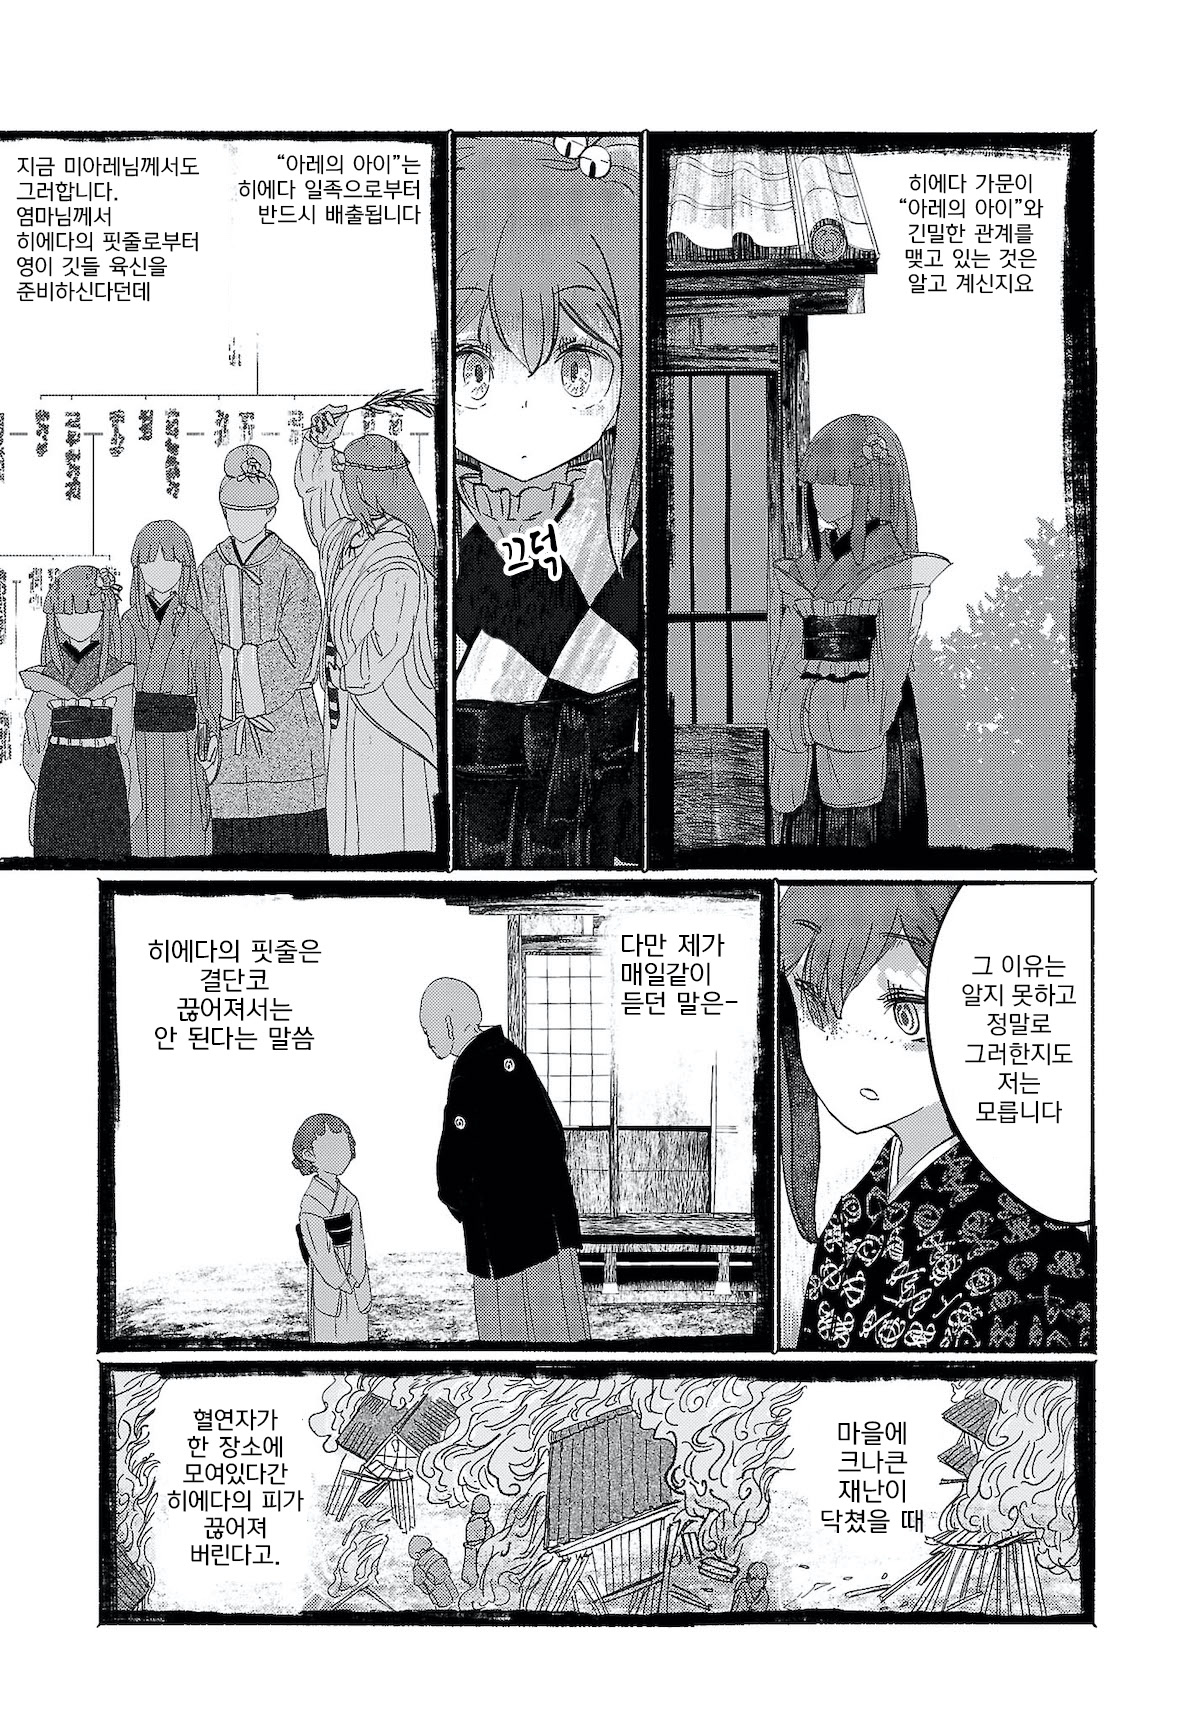 히에다 가문이
“아레의 아이”와
긴밀한 관계를
맺고 있는 것은
알고 계신지요
끄덕
“아레의 아이”는
히에다 일족으로부터
반드시 배출됩니다
지금 미아레님께서도
그러합니다.
염마님께서
히에다의 핏줄로부터
영이 깃들 육신을
준비하신다던데
그 이유는
알지 못하고
정말로
그러한지도
저는
모릅니다
다만 제가
매일같이
듣던 말은-
히에다의 핏줄은
결단코
끊어져서는
안 된다는 말씀
마을에
크나큰
재난이
닥쳤을 때
혈연자가
한 장소에
모여있다간
히에다의 피가
끊어져
버린다고.